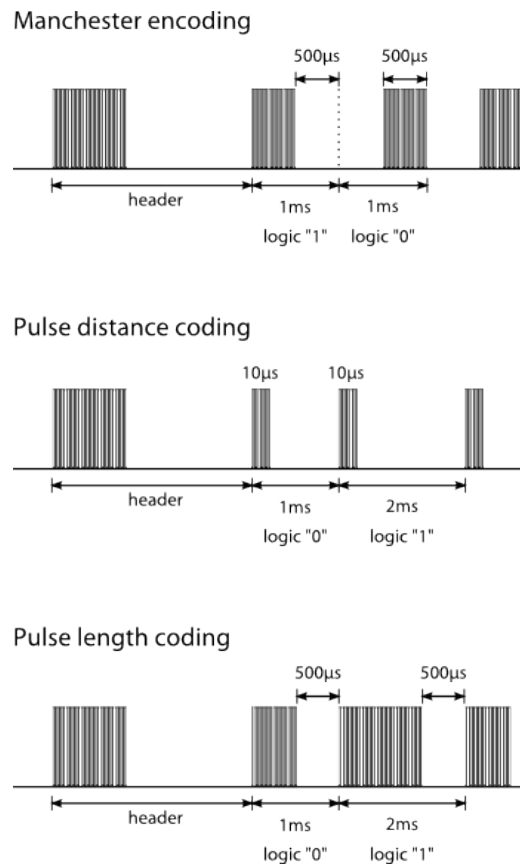 Manchester encoding
500µs 500µs
header
1ms 1ms
logic "1" logic "0"
Pulse distance coding
10µs 10µs
header
1ms 2ms
logic "0" logic "1"
Pulse length coding
500µs 500µs
header
1ms 2ms
logic "0" logic "1"